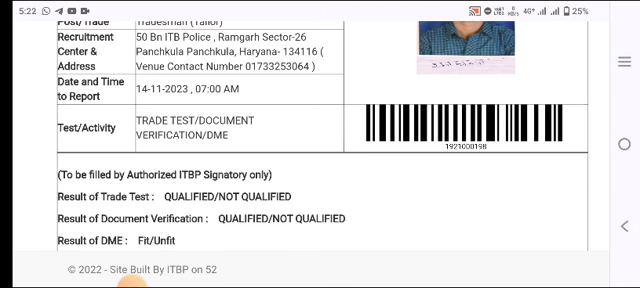 5:22
4G+
25%
Post/Trade Tradesman (Tailor)
Recruitment Center & Address
50 Bn ITB Police , Ramgarh Sector-26
Panchkula Panchkula, Haryana- 134116 (
Venue Contact Number 01733253064 )
Date and Time to Report
14-11-2023 , 07:00 AM
Test/Activity
TRADE TEST/DOCUMENT
VERIFICATION/DME
1921000198
(To be filled by Authorized ITBP Signatory only)
Result of Trade Test : QUALIFIED/NOT QUALIFIED
Result of Document Verification : QUALIFIED/NOT QUALIFIED
Result of DME : Fit/Unfit
© 2022 - Site Built By ITBP on 52